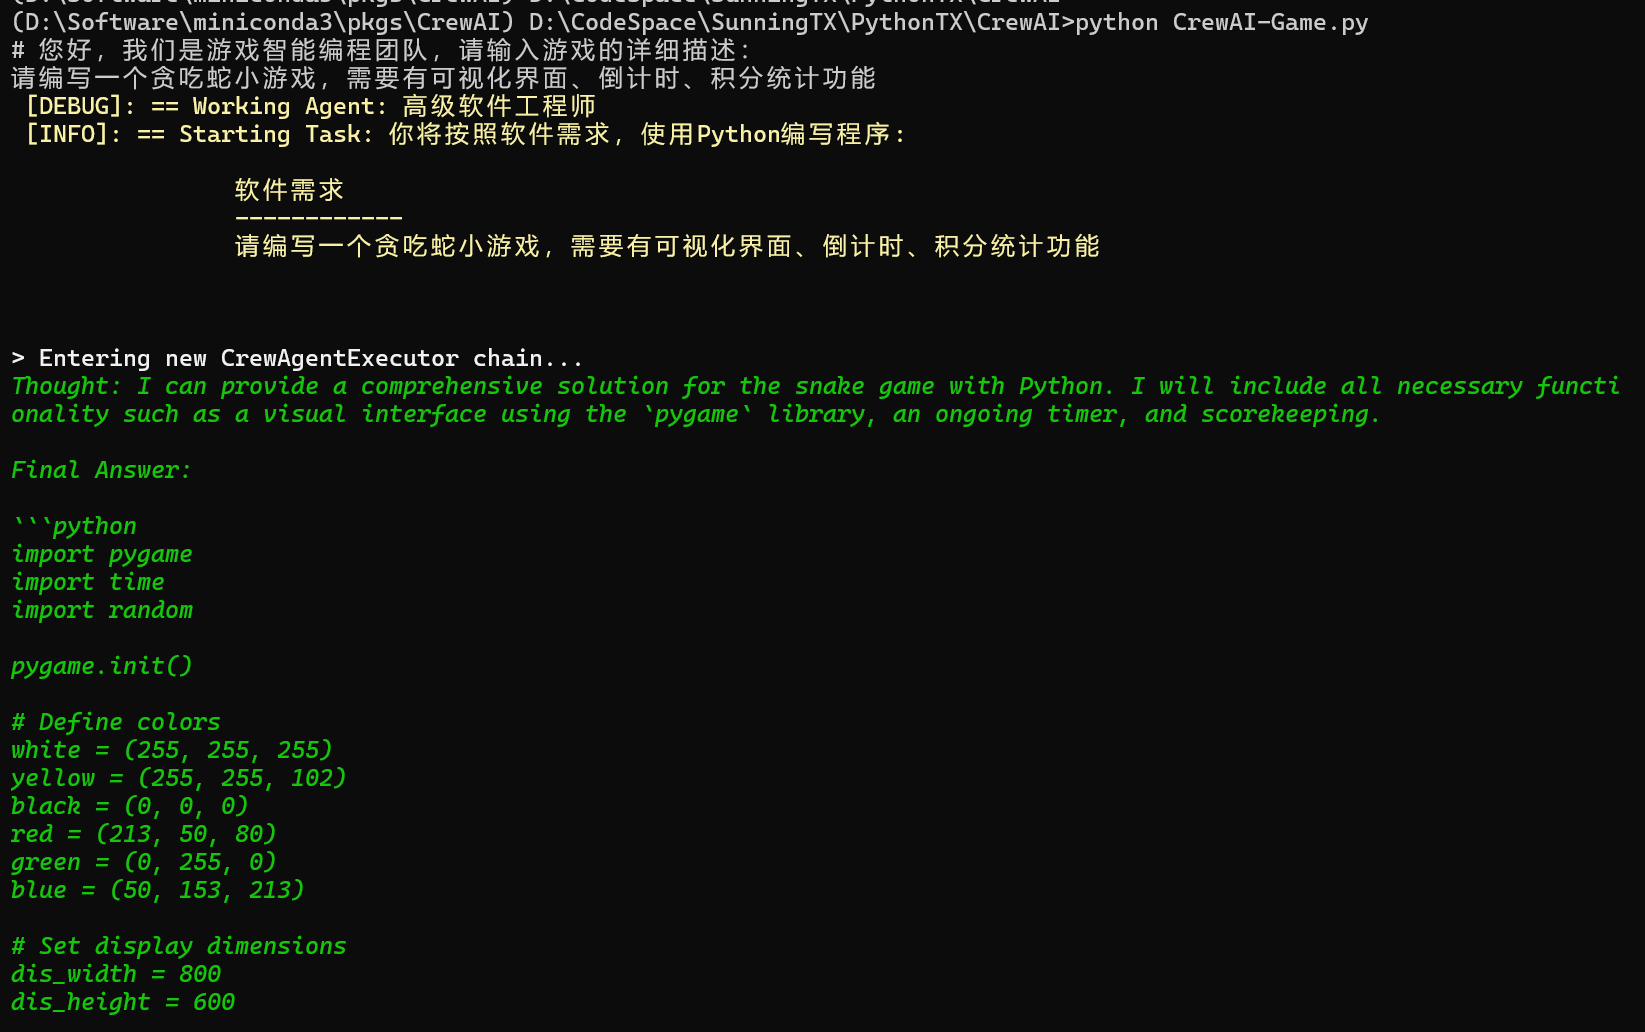 (D:\Software\miniconda3\pkgs\CrewAI) D:\CodeSpace\SunningTX\PythonTX\CrewAI>
(D:\Software\miniconda3\pkgs\CrewAI) D:\CodeSpace\SunningTX\PythonTX\CrewAI>python CrewAI-Game.py
# 您好，我们是游戏智能编程团队，请输入游戏的详细描述：
请编写一个贪吃蛇小游戏，需要有可视化界面、倒计时、积分统计功能
[DEBUG]: == Working Agent: 高级软件工程师
[INFO]: == Starting Task: 你将按照软件需求，使用Python编写程序：
软件需求
------------
请编写一个贪吃蛇小游戏，需要有可视化界面、倒计时、积分统计功能
> Entering new CrewAgentExecutor chain...
Thought: I can provide a comprehensive solution for the snake game with Python. I will include all necessary functi
onality such as a visual interface using the `pygame` library, an ongoing timer, and scorekeeping.
Final Answer:
```python
import pygame
import time
import random
pygame.init()
# Define colors
white = (255, 255, 255)
yellow = (255, 255, 102)
black = (0, 0, 0)
red = (213, 50, 80)
green = (0, 255, 0)
blue = (50, 153, 213)
# Set display dimensions
dis_width = 800
dis_height = 600